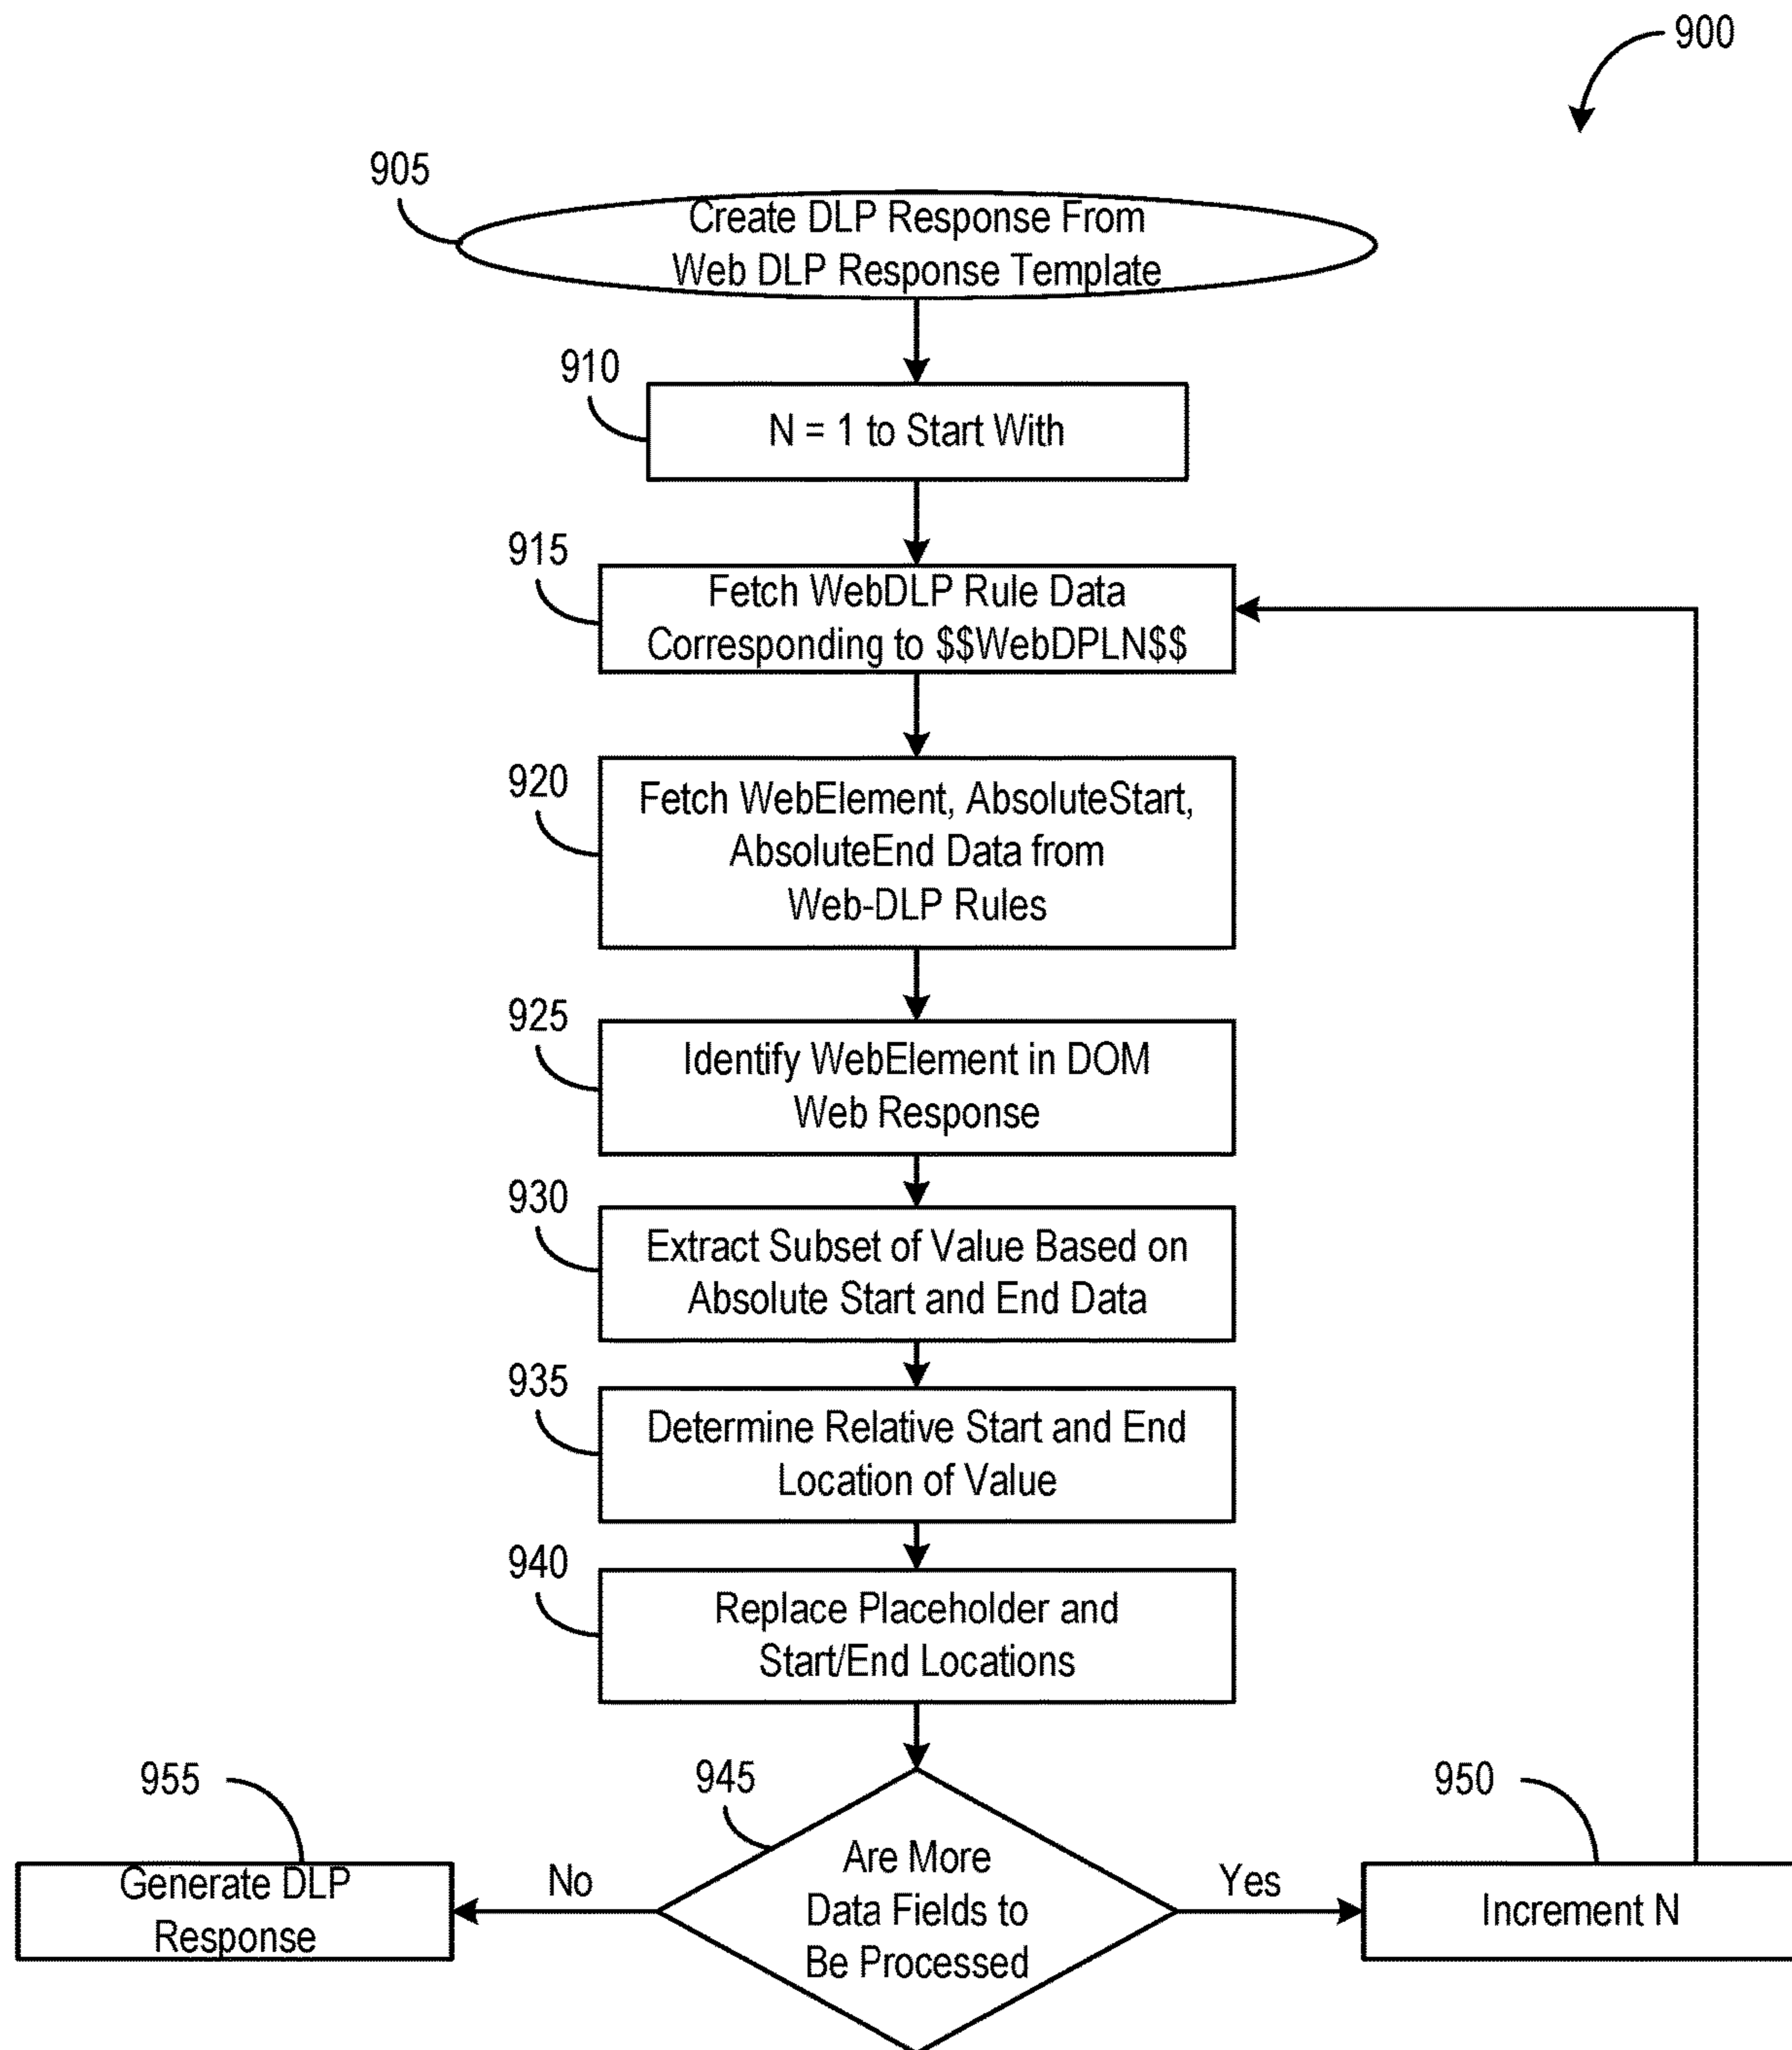 900
905
Create DLP Response From
Web DLP Response Template
910
N = 1 to Start With
915
Fetch WebDLP Rule Data
Corresponding to $$WebDPLN$$
920
Fetch WebElement, AbsoluteStart,
AbsoluteEnd Data from
Web-DLP Rules
925
Identify WebElement in DOM
Web Response
930
Extract Subset of Value Based on
Absolute Start and End Data
935
Determine Relative Start and End
Location of Value
940
Replace Placeholder and
Start/End Locations
945
Are More
Data Fields to
Be Processed
No
Yes
955
Generate DLP
Response
950
Increment N